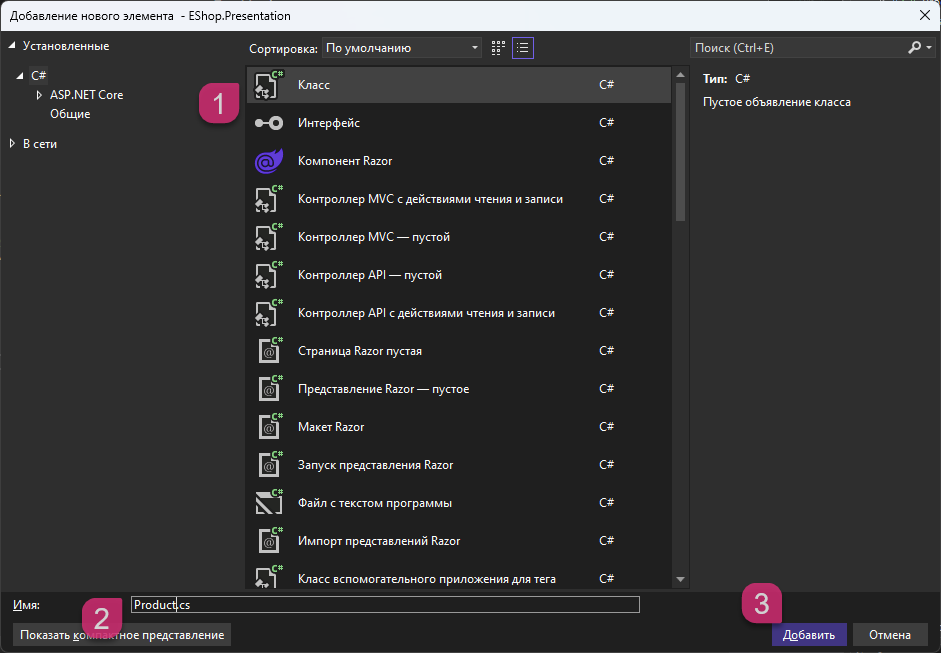 Добавление нового элемента - EShop.Presentation
Установленные
C#
ASP.NET Core
Общие
В сети
Сортировка: По умолчанию
Поиск (Ctrl+E)
1
Класс C#
Интерфейс C#
Компонент Razor C#
Контроллер MVC с действиями чтения и записи C#
Контроллер MVC — пустой C#
Контроллер API — пустой C#
Контроллер API с действиями чтения и записи C#
Страница Razor пустая C#
Представление Razor — пустое C#
Макет Razor C#
Запуск представления Razor C#
Файл с текстом программы C#
Импорт представлений Razor C#
Класс вспомогательного приложения для тега C#
Тип: C#
Пустое объявление класса
Имя: Product.cs
2
3
Показать компактное представление
Добавить
Отмена